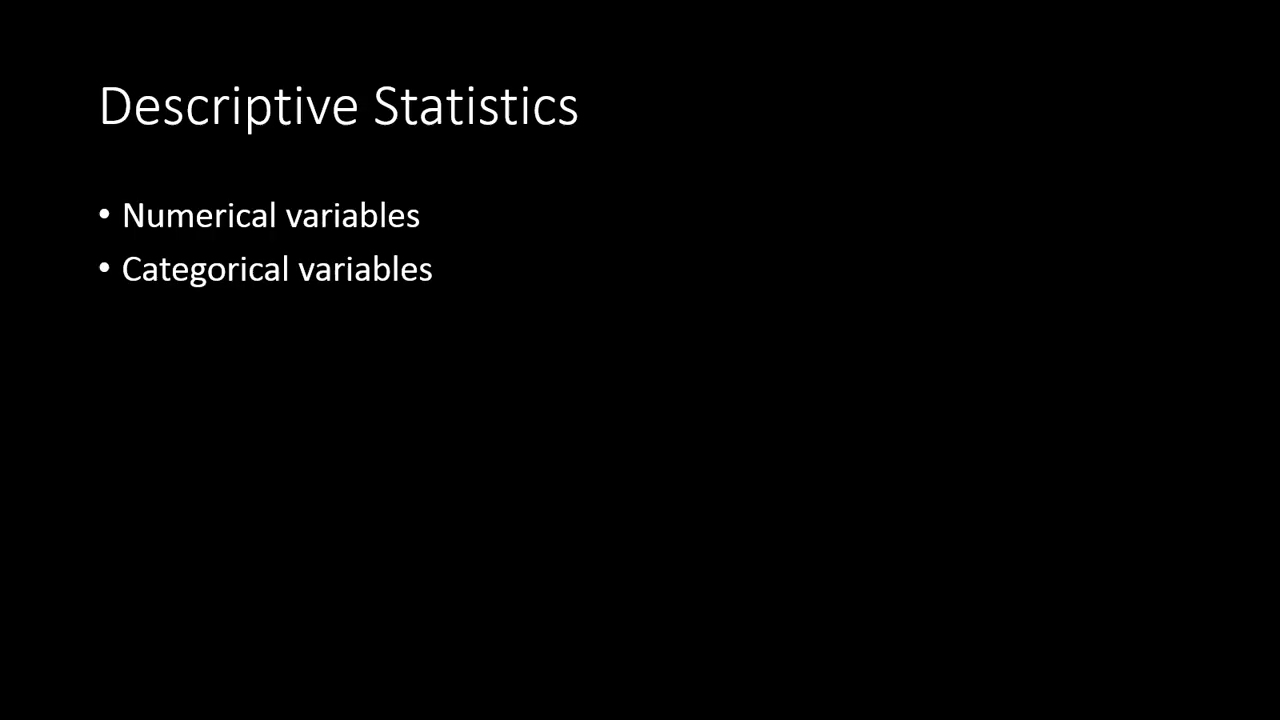 Descriptive Statistics
• Numerical variables
• Categorical variables